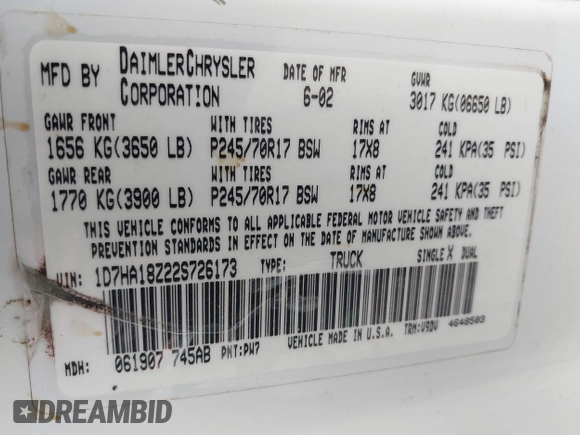 MFD BY DAIMLERCHRYSLER CORPORATION DATE OF MFR 6-02 GVWR 3017 KG(06650 LB)
GAWR FRONT WITH TIRES RIMS AT COLD
1656 KG(3650 LB) P245/70R17 BSW 17X8 241 KPA(35 PSI)
GAWR REAR WITH TIRES RIMS AT COLD
1770 KG(3900 LB) P245/70R17 BSW 17X8 241 KPA(35 PSI)
THIS VEHICLE CONFORMS TO ALL APPLICABLE FEDERAL MOTOR VEHICLE SAFETY AND THEFT
PREVENTION STANDARDS IN EFFECT ON THE DATE OF MANUFACTURE SHOWN ABOVE.
VIN: 1D7HA18Z22S726173 TYPE: TRUCK SINGLE X DUAL
MDH: 061907 745AB PNT:PW7 VEHICLE MADE IN U.S.A. TRM:V9DV 4648503
DREAMBID